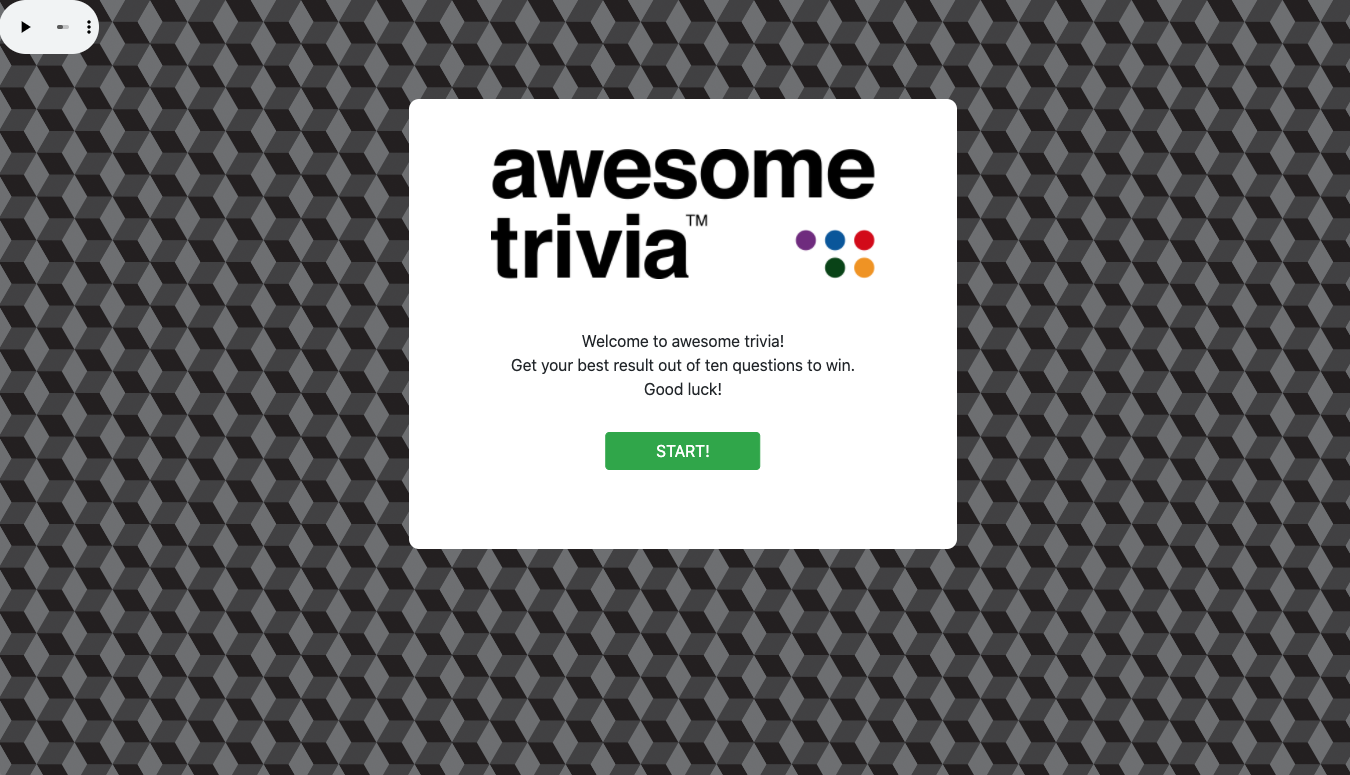 awesome
trivia™
Welcome to awesome trivia!
Get your best result out of ten questions to win.
Good luck!
START!